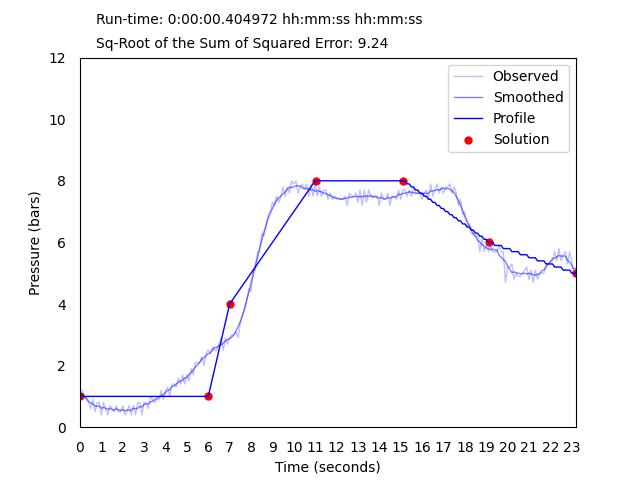 Run-time: 0:00:00.404972 hh:mm:ss hh:mm:ss
Sq-Root of the Sum of Squared Error: 9.24
12
10
8
6
4
2
0
Pressure (bars)
Observed
Smoothed
Profile
Solution
0 1 2 3 4 5 6 7 8 9 10 11 12 13 14 15 16 17 18 19 20 21 22 23
Time (seconds)